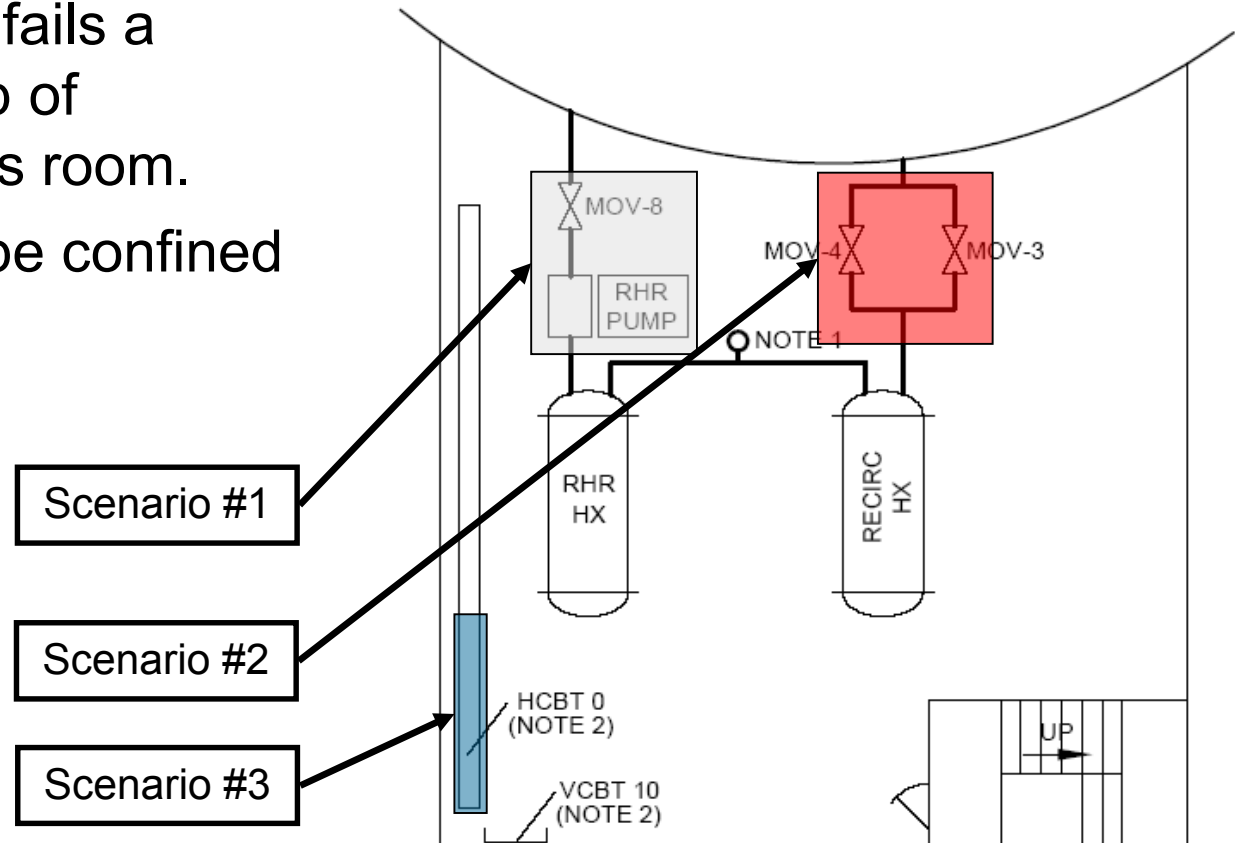 fails a
o of
s room.
be confined
MOV-8
RHR
PUMP
MOV-4
MOV-3
NOTE 1
RHR
HX
RECIRC
HX
Scenario #1
Scenario #2
Scenario #3
HCBT 0
(NOTE 2)
VCBT 10
(NOTE 2)
UP